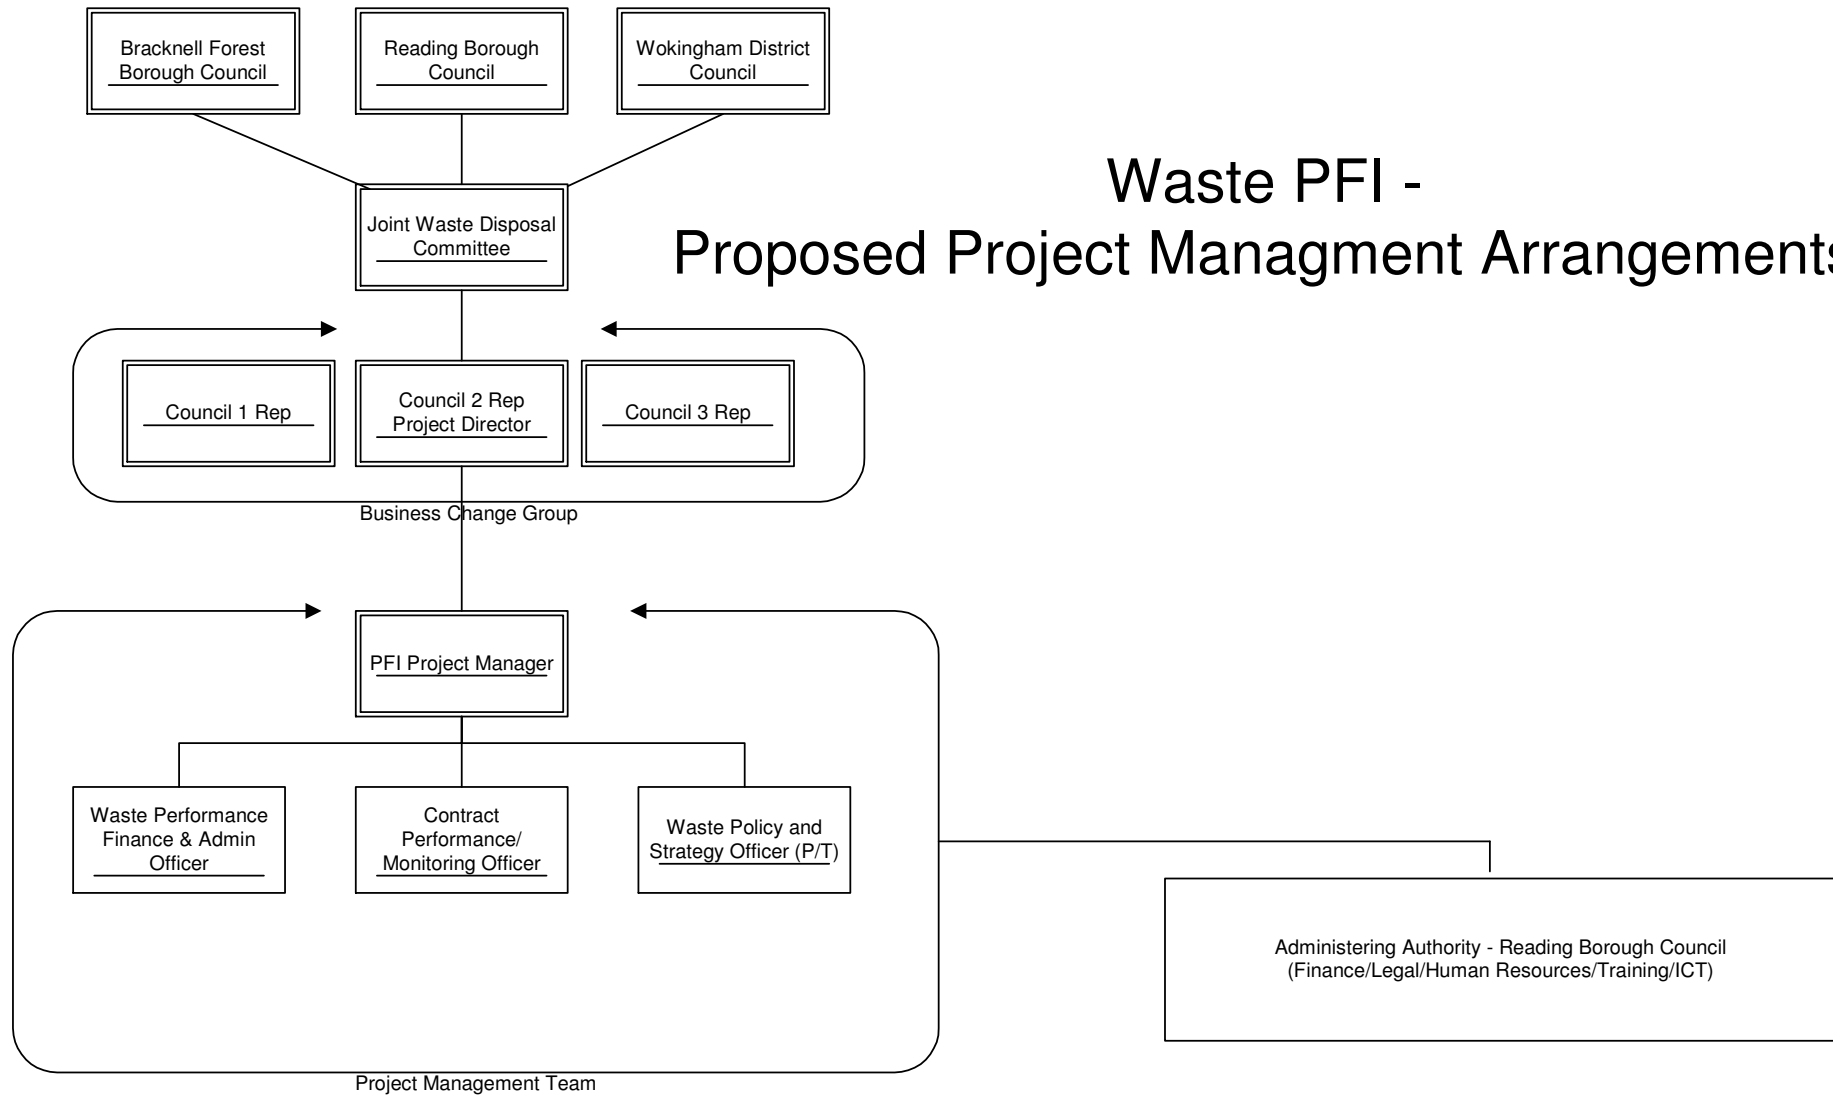 Bracknell Forest
Borough Council
Reading Borough
Council
Wokingham District
Council
Waste PFI -
Proposed Project Managment Arrangements
Joint Waste Disposal
Committee
Council 1 Rep
Council 2 Rep
Project Director
Council 3 Rep
Business Change Group
PFI Project Manager
Waste Performance
Finance & Admin
Officer
Contract
Performance/
Monitoring Officer
Waste Policy and
Strategy Officer (P/T)
Administering Authority - Reading Borough Council
(Finance/Legal/Human Resources/Training/ICT)
Project Management Team